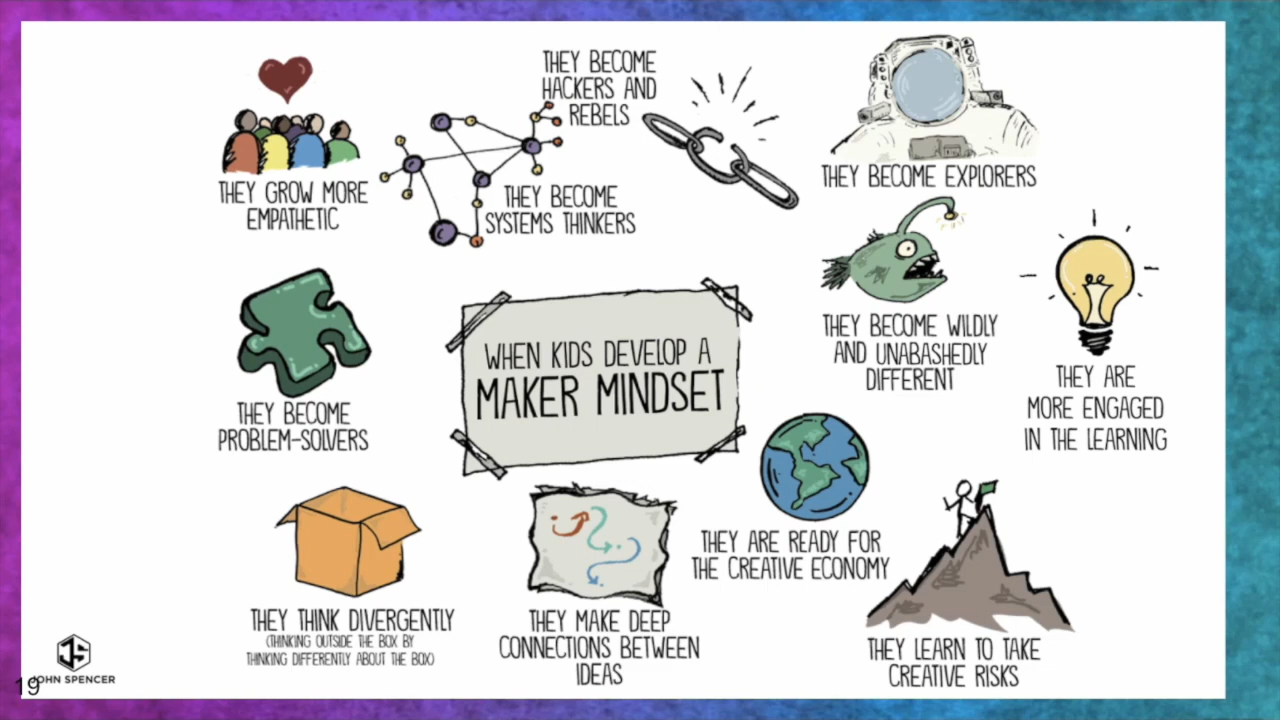 THEY GROW MORE
EMPATHETIC
THEY BECOME
SYSTEMS THINKERS
THEY BECOME
HACKERS AND
REBELS
THEY BECOME EXPLORERS
THEY BECOME
PROBLEM-SOLVERS
WHEN KIDS DEVELOP A
MAKER MINDSET
THEY BECOME WILDLY
AND UNABASHEDLY
DIFFERENT
THEY ARE
MORE ENGAGED
IN THE LEARNING
THEY THINK DIVERGENTLY
(THINKING OUTSIDE THE BOX BY
THINKING DIFFERENTLY ABOUT THE BOX)
THEY MAKE DEEP
CONNECTIONS BETWEEN
IDEAS
THEY ARE READY FOR
THE CREATIVE ECONOMY
THEY LEARN TO TAKE
CREATIVE RISKS
JS
JOHN SPENCER
19